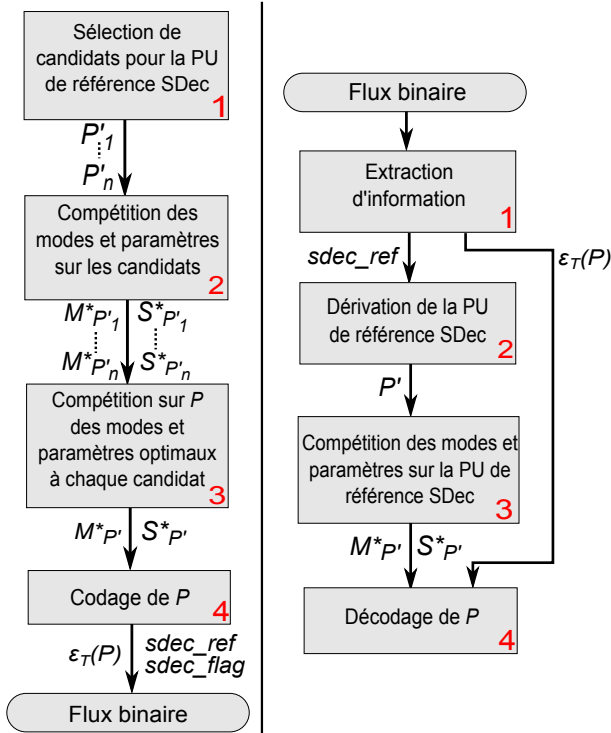 Sélection de
candidats pour la PU
de référence SDec
1
P'1
P'n
Compétition des
modes et paramètres
sur les candidats
2
M*P'1 S*P'1
M*P'n S*P'n
Compétition sur P
des modes et
paramètres optimaux
à chaque candidat
3
M*P' S*P'
Codage de P
4
εT(P)
sdec_ref
sdec_flag
Flux binaire
Flux binaire
Extraction
d'information
1
sdec_ref
εT(P)
Dérivation de la PU
de référence SDec
2
P'
Compétition des modes et
paramètres sur la PU de
référence SDec
3
M*P' S*P'
Décodage de P
4